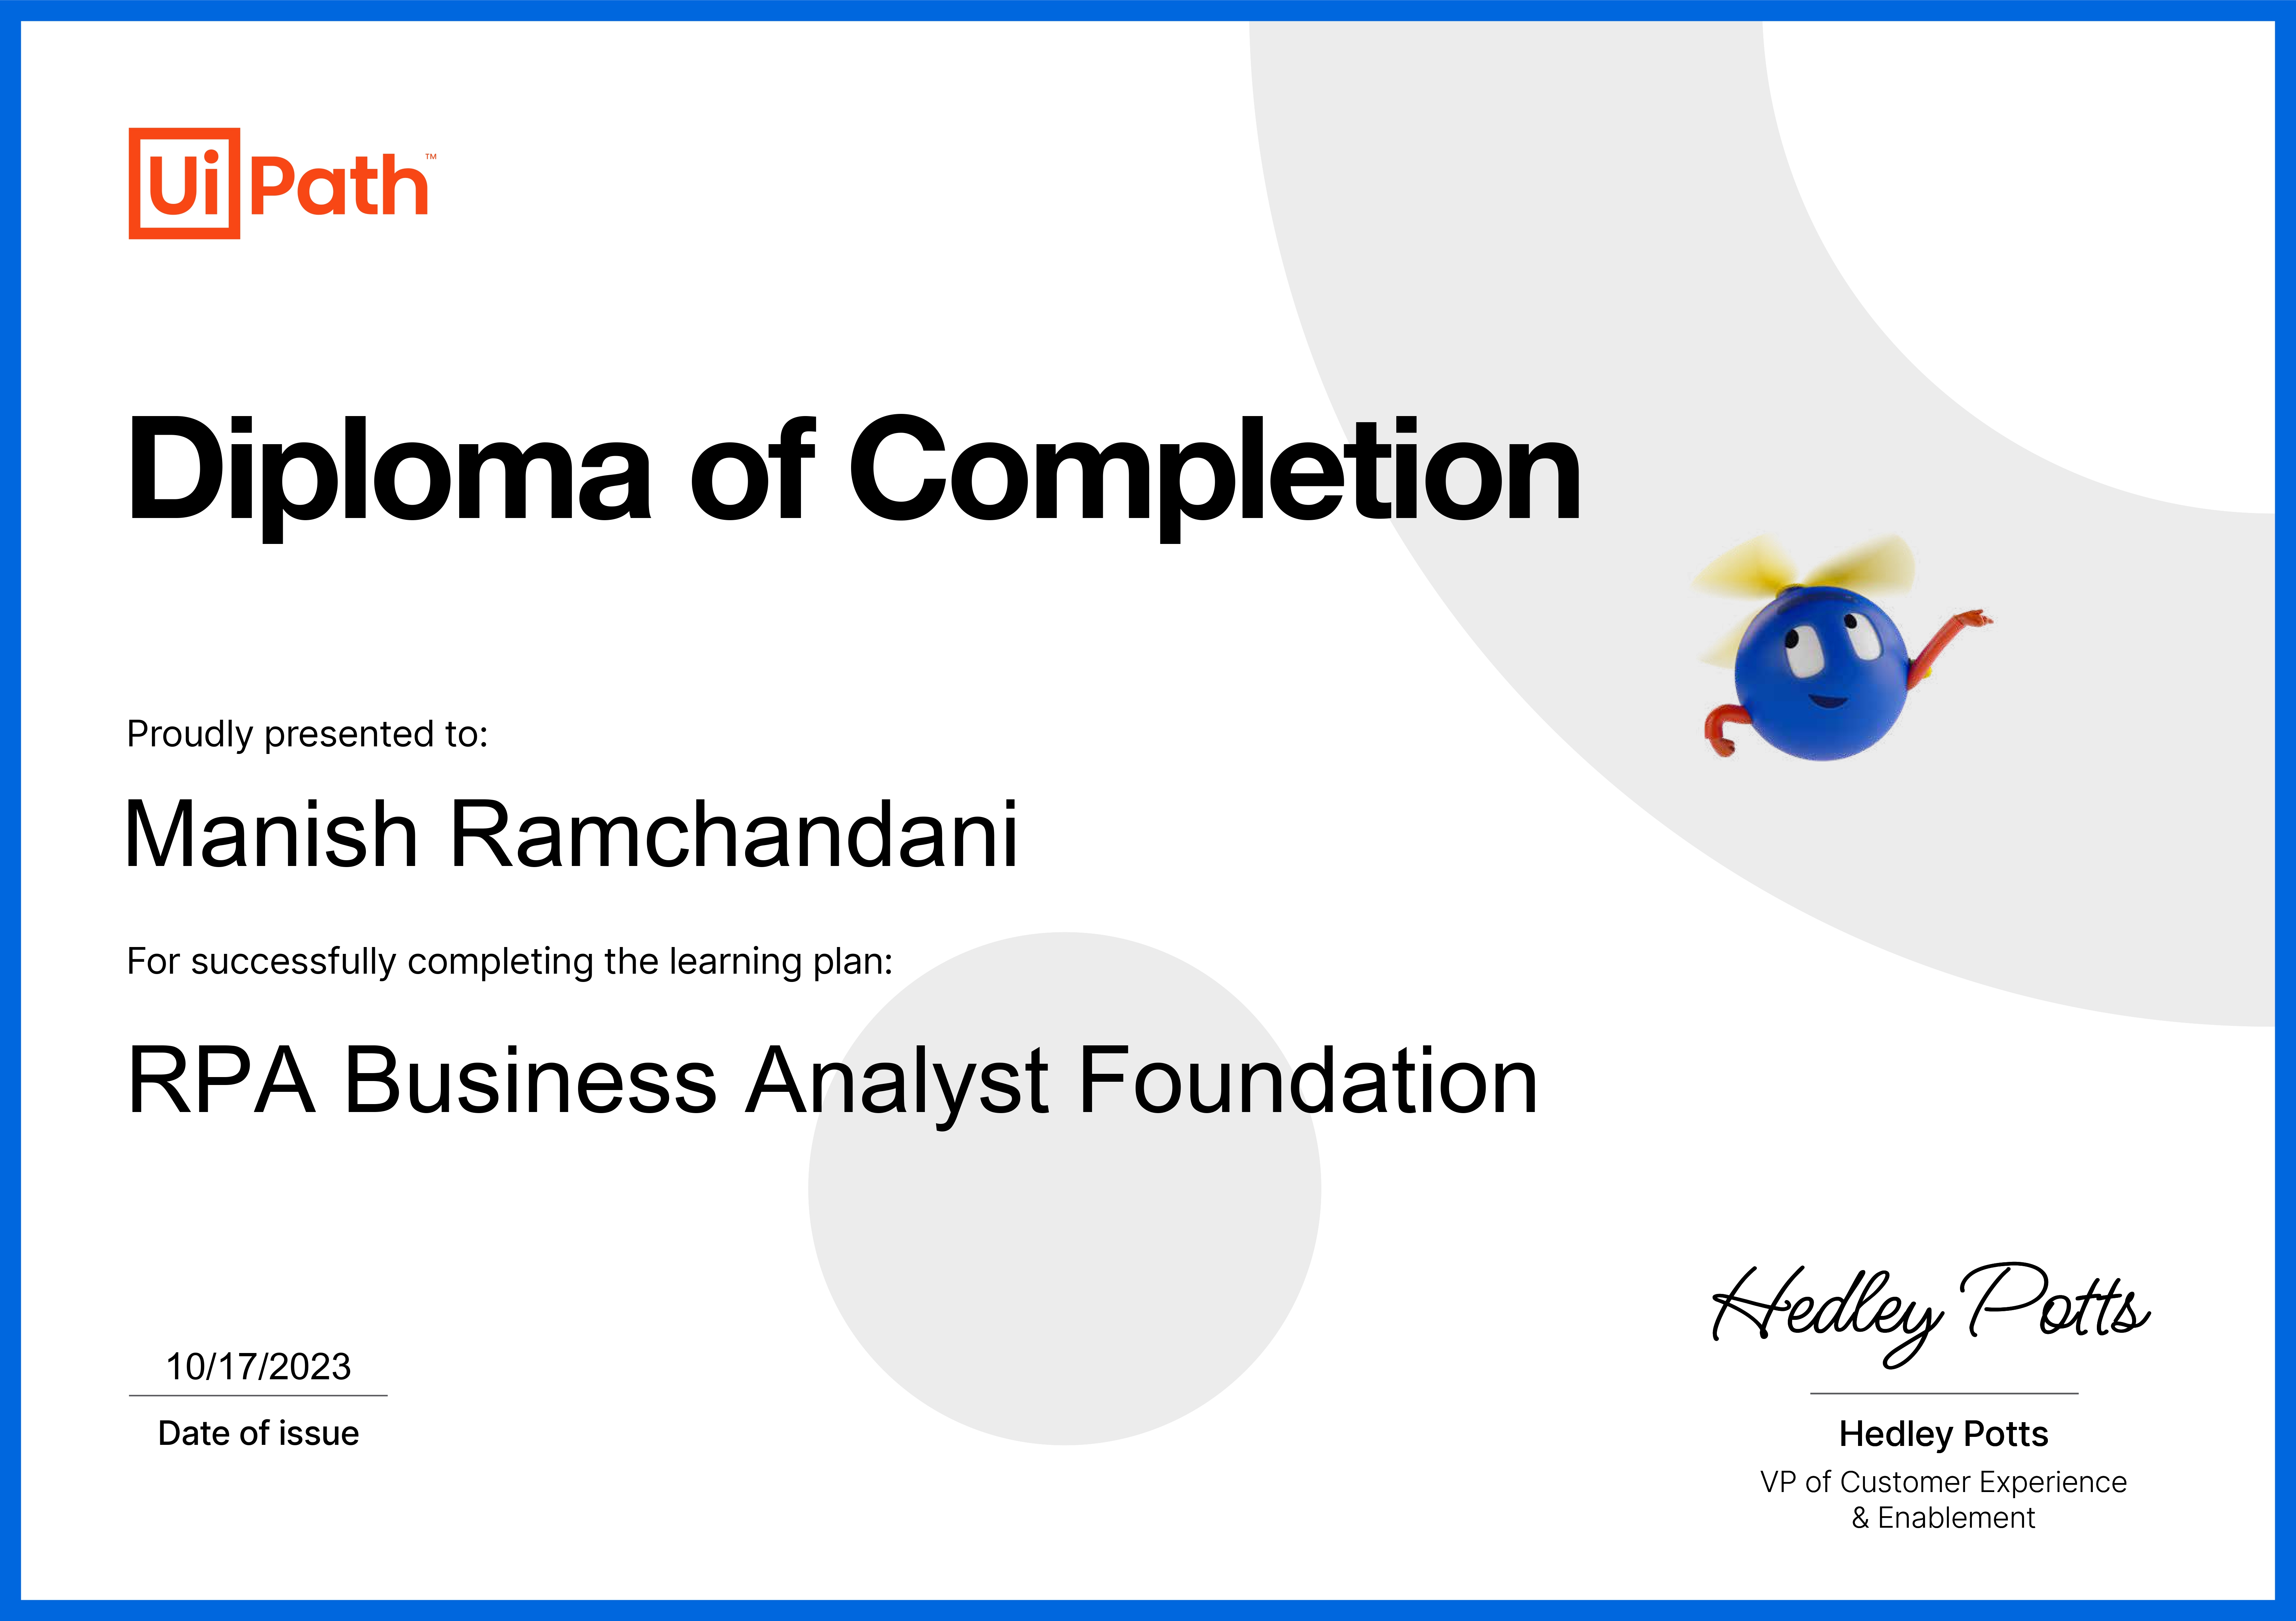 UiPath™
Diploma of Completion
Proudly presented to:
Manish Ramchandani
For successfully completing the learning plan:
RPA Business Analyst Foundation
10/17/2023
Date of issue
Hedley Potts
Hedley Potts
VP of Customer Experience
& Enablement